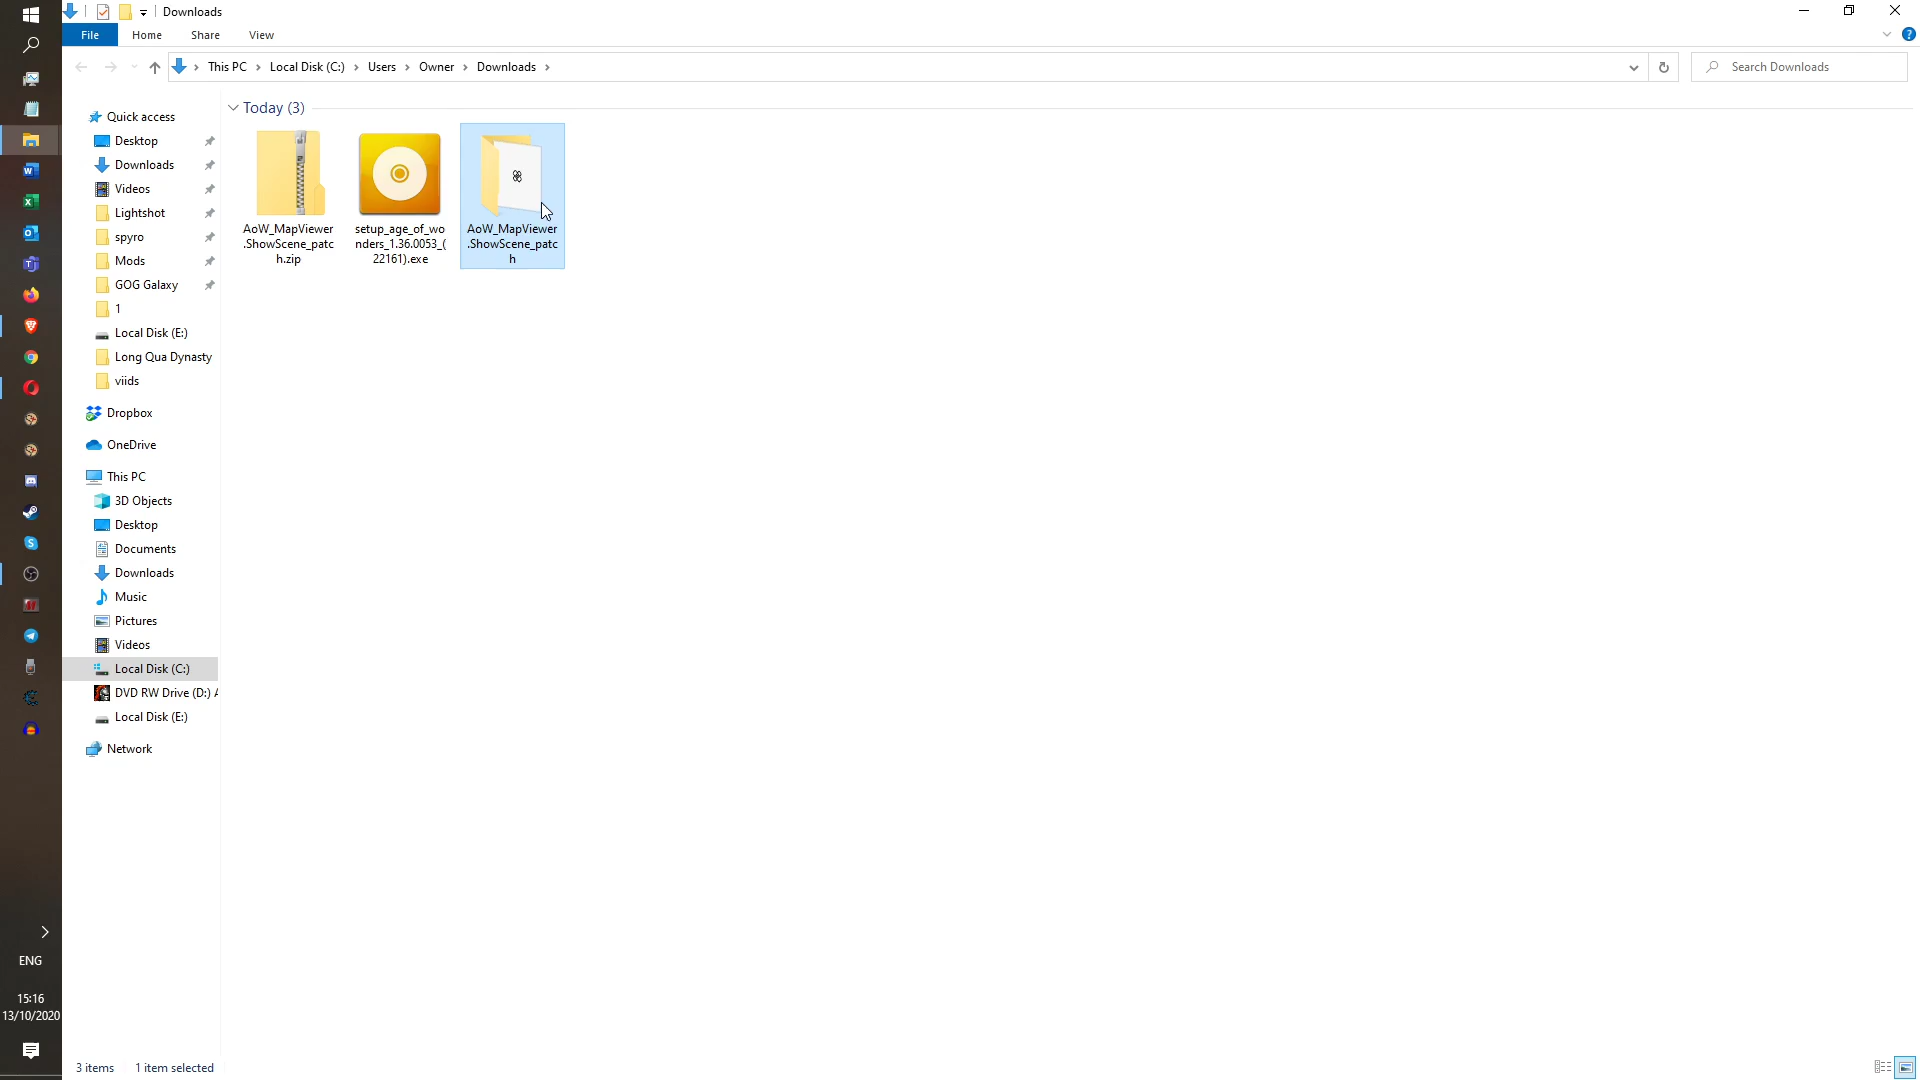 Downloads
File Home Share View
This PC Local Disk (C:) Users Owner Downloads
Search Downloads
Quick access
Desktop
Downloads
Videos
Lightshot
spyro
Mods
GOG Galaxy
1
Local Disk (E:)
Long Qua Dynasty
viids
Dropbox
OneDrive
This PC
3D Objects
Desktop
Documents
Downloads
Music
Pictures
Videos
Local Disk (C:)
DVD RW Drive (D:) A
Local Disk (E:)
Network
Today (3)
AoW_MapViewer
.ShowScene_patc
h.zip
setup_age_of_wo
nders_1.36.0053_(
22161).exe
AoW_MapViewer
.ShowScene_patc
h
ENG
15:16
13/10/2020
3 items 1 item selected